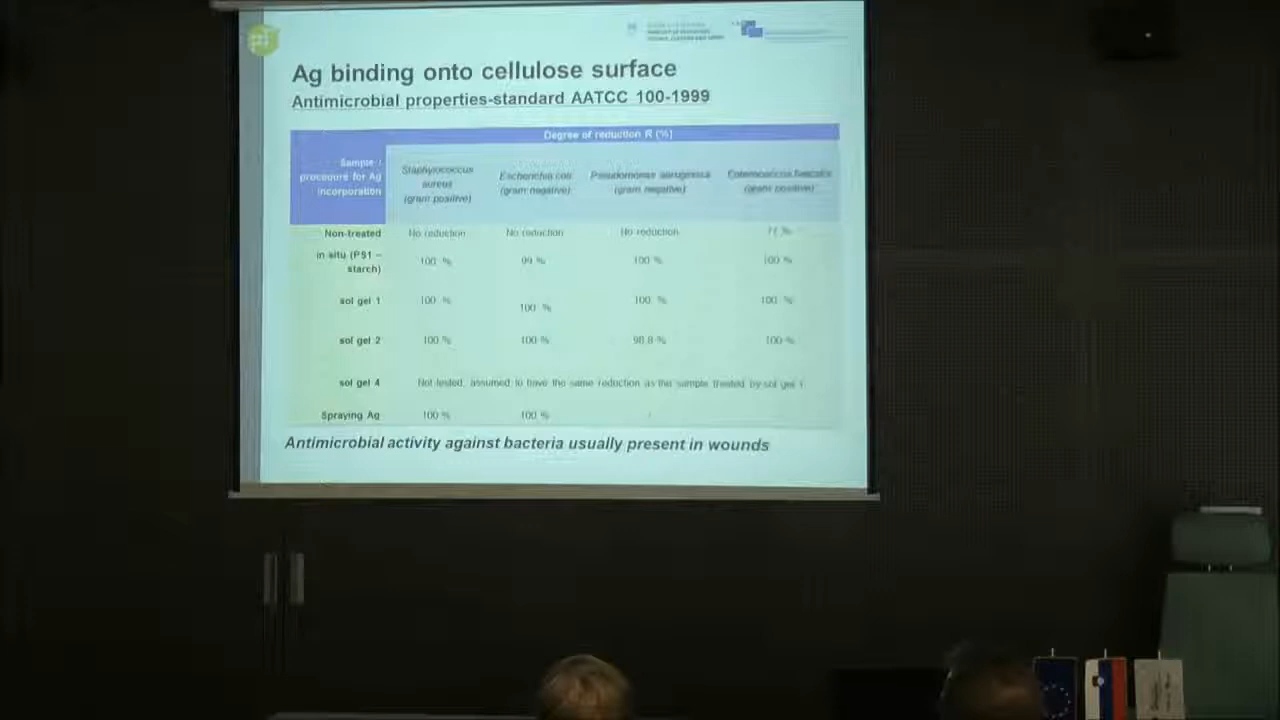 Ag binding onto cellulose surface
Antimicrobial properties-standard AATCC 100-1999
Degree of reduction R (%)
Sample / procedure for Ag incorporation
Staphylococcus aureus (gram positive)
Escherichia coli (gram negative)
Pseudomonas aeruginosa (gram negative)
Enterococcus faecalis (gram positive)
Non-treated No reduction No reduction No reduction
in situ (PS1 – starch) 100 % 99 % 100 % 100 %
sol gel 1 100 % 100 % 100 % 100 %
sol gel 2 100 % 100 % 98.8 % 100 %
sol gel 4 Not tested, assumed to have the same reduction as the sample treated by sol gel 1
Spraying Ag 100 % 100 % /
Antimicrobial activity against bacteria usually present in wounds